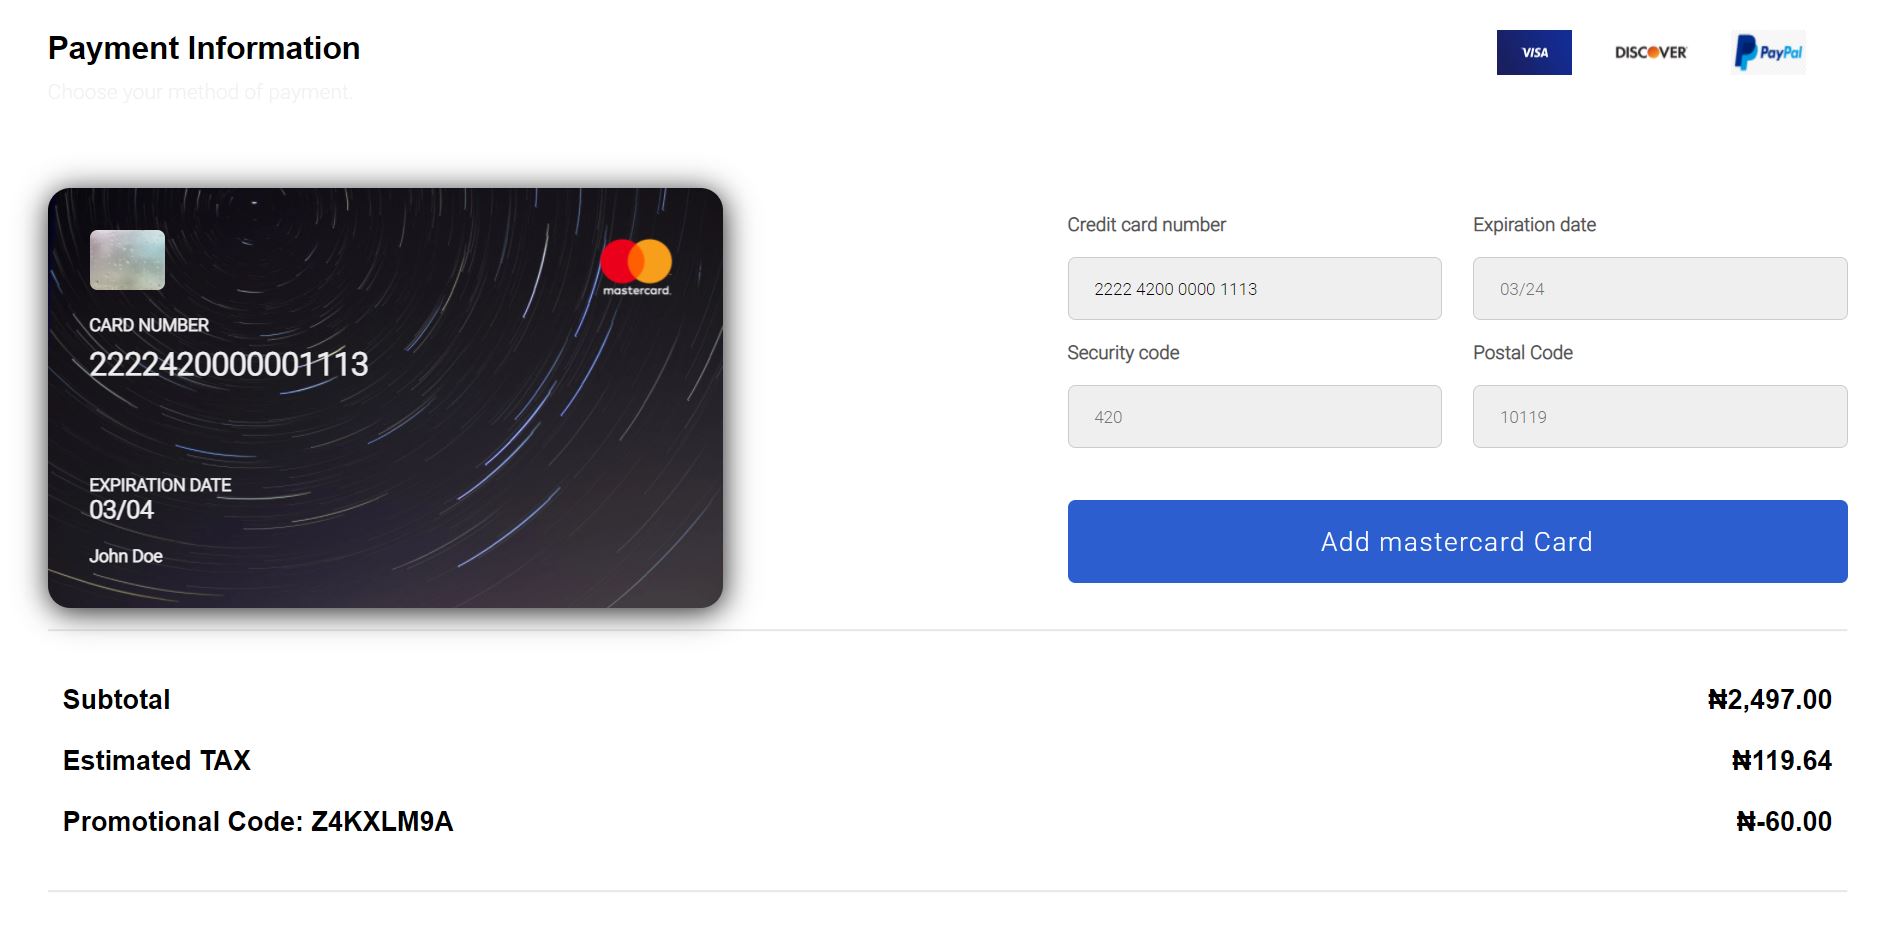 Payment Information
VISA
DISCOVER
PayPal
Choose your method of payment.
mastercard.
CARD NUMBER
2222420000001113
EXPIRATION DATE
03/04
John Doe
Credit card number
Expiration date
2222 4200 0000 1113
03/24
Security code
Postal Code
420
10119
Add mastercard Card
Subtotal
₦2,497.00
Estimated TAX
₦119.64
Promotional Code: Z4KXLM9A
₦-60.00